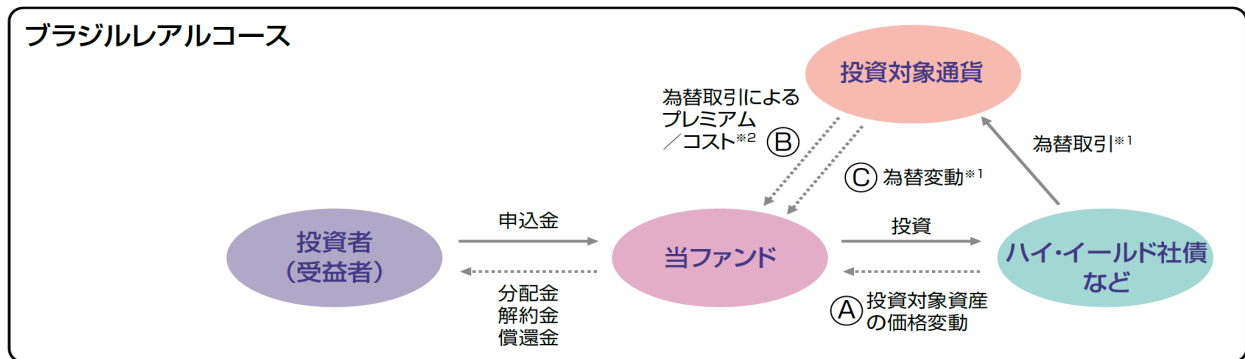 ブラジルレアルコース
投資対象通貨
為替取引による
プレミアム
／コスト※2 Ⓑ
為替取引※1
Ⓒ 為替変動※1
投資者
（受益者）
申込金
分配金
解約金
償還金
当ファンド
投資
Ⓐ 投資対象資産
の価格変動
ハイ・イールド社債
など